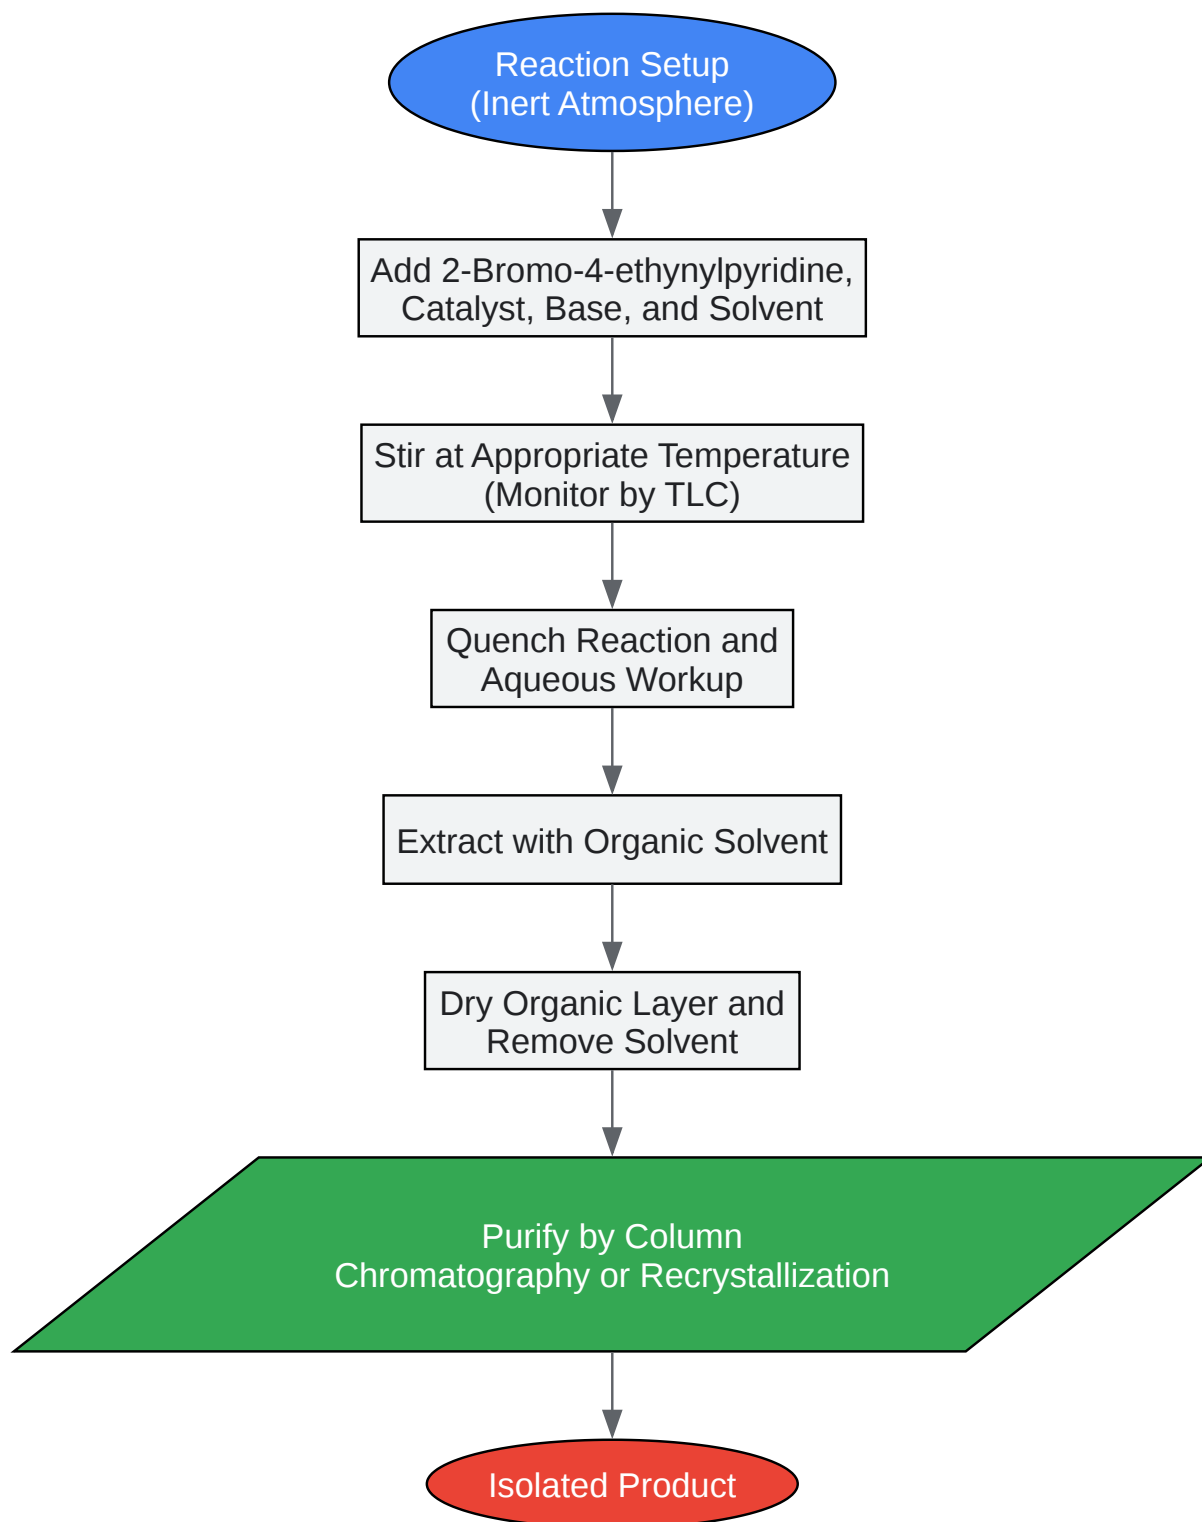 Reaction Setup
(Inert Atmosphere)
Add 2-Bromo-4-ethynylpyridine,
Catalyst, Base, and Solvent
Stir at Appropriate Temperature
(Monitor by TLC)
Quench Reaction and
Aqueous Workup
Extract with Organic Solvent
Dry Organic Layer and
Remove Solvent
Purify by Column
Chromatography or Recrystallization
Isolated Product